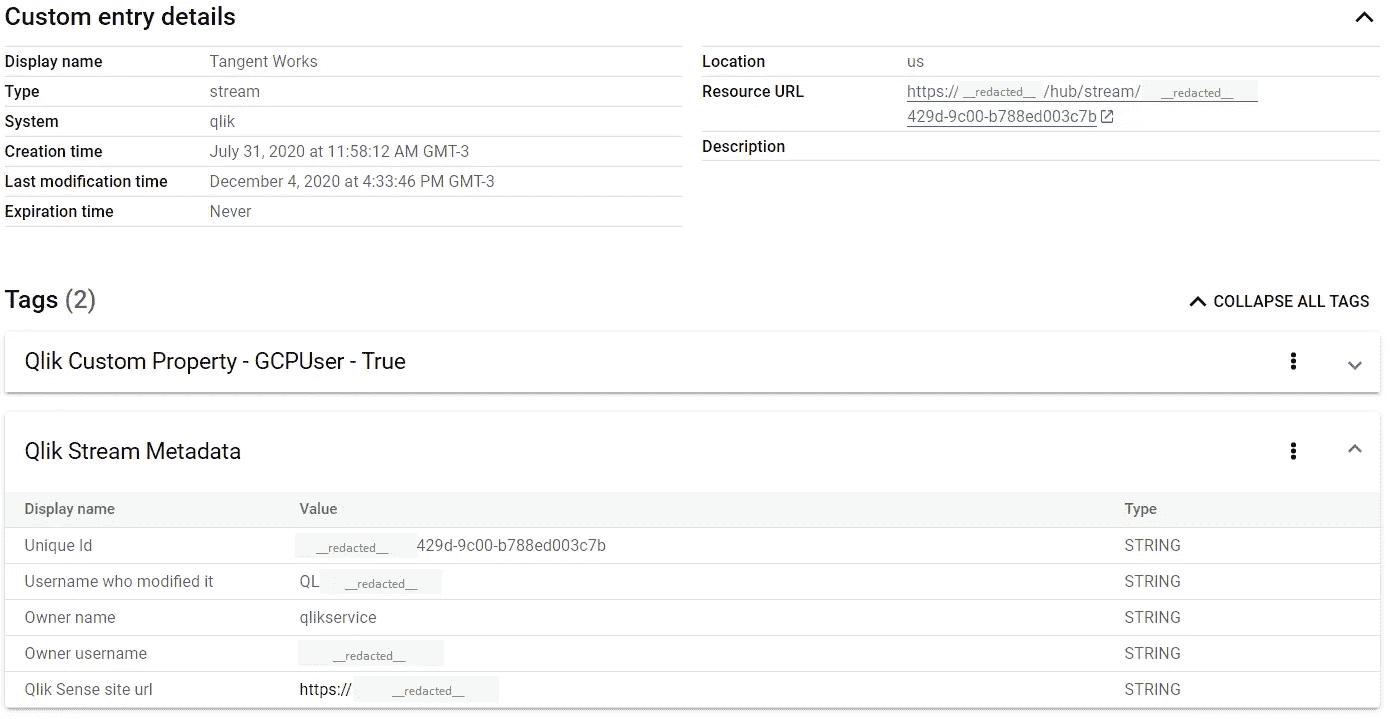 Custom entry details
Display name Tangent Works
Type stream
System qlik
Creation time July 31, 2020 at 11:58:12 AM GMT-3
Last modification time December 4, 2020 at 4:33:46 PM GMT-3
Expiration time Never
Location us
Resource URL https:// __redacted__ /hub/stream/ __redacted__
429d-9c00-b788ed003c7b
Description
Tags (2)
COLLAPSE ALL TAGS
Qlik Custom Property - GCPUser - True
Qlik Stream Metadata
Display name Value Type
Unique Id __redacted__ 429d-9c00-b788ed003c7b STRING
Username who modified it QL __redacted__ STRING
Owner name qlikservice STRING
Owner username __redacted__ STRING
Qlik Sense site url https:// __redacted__ STRING